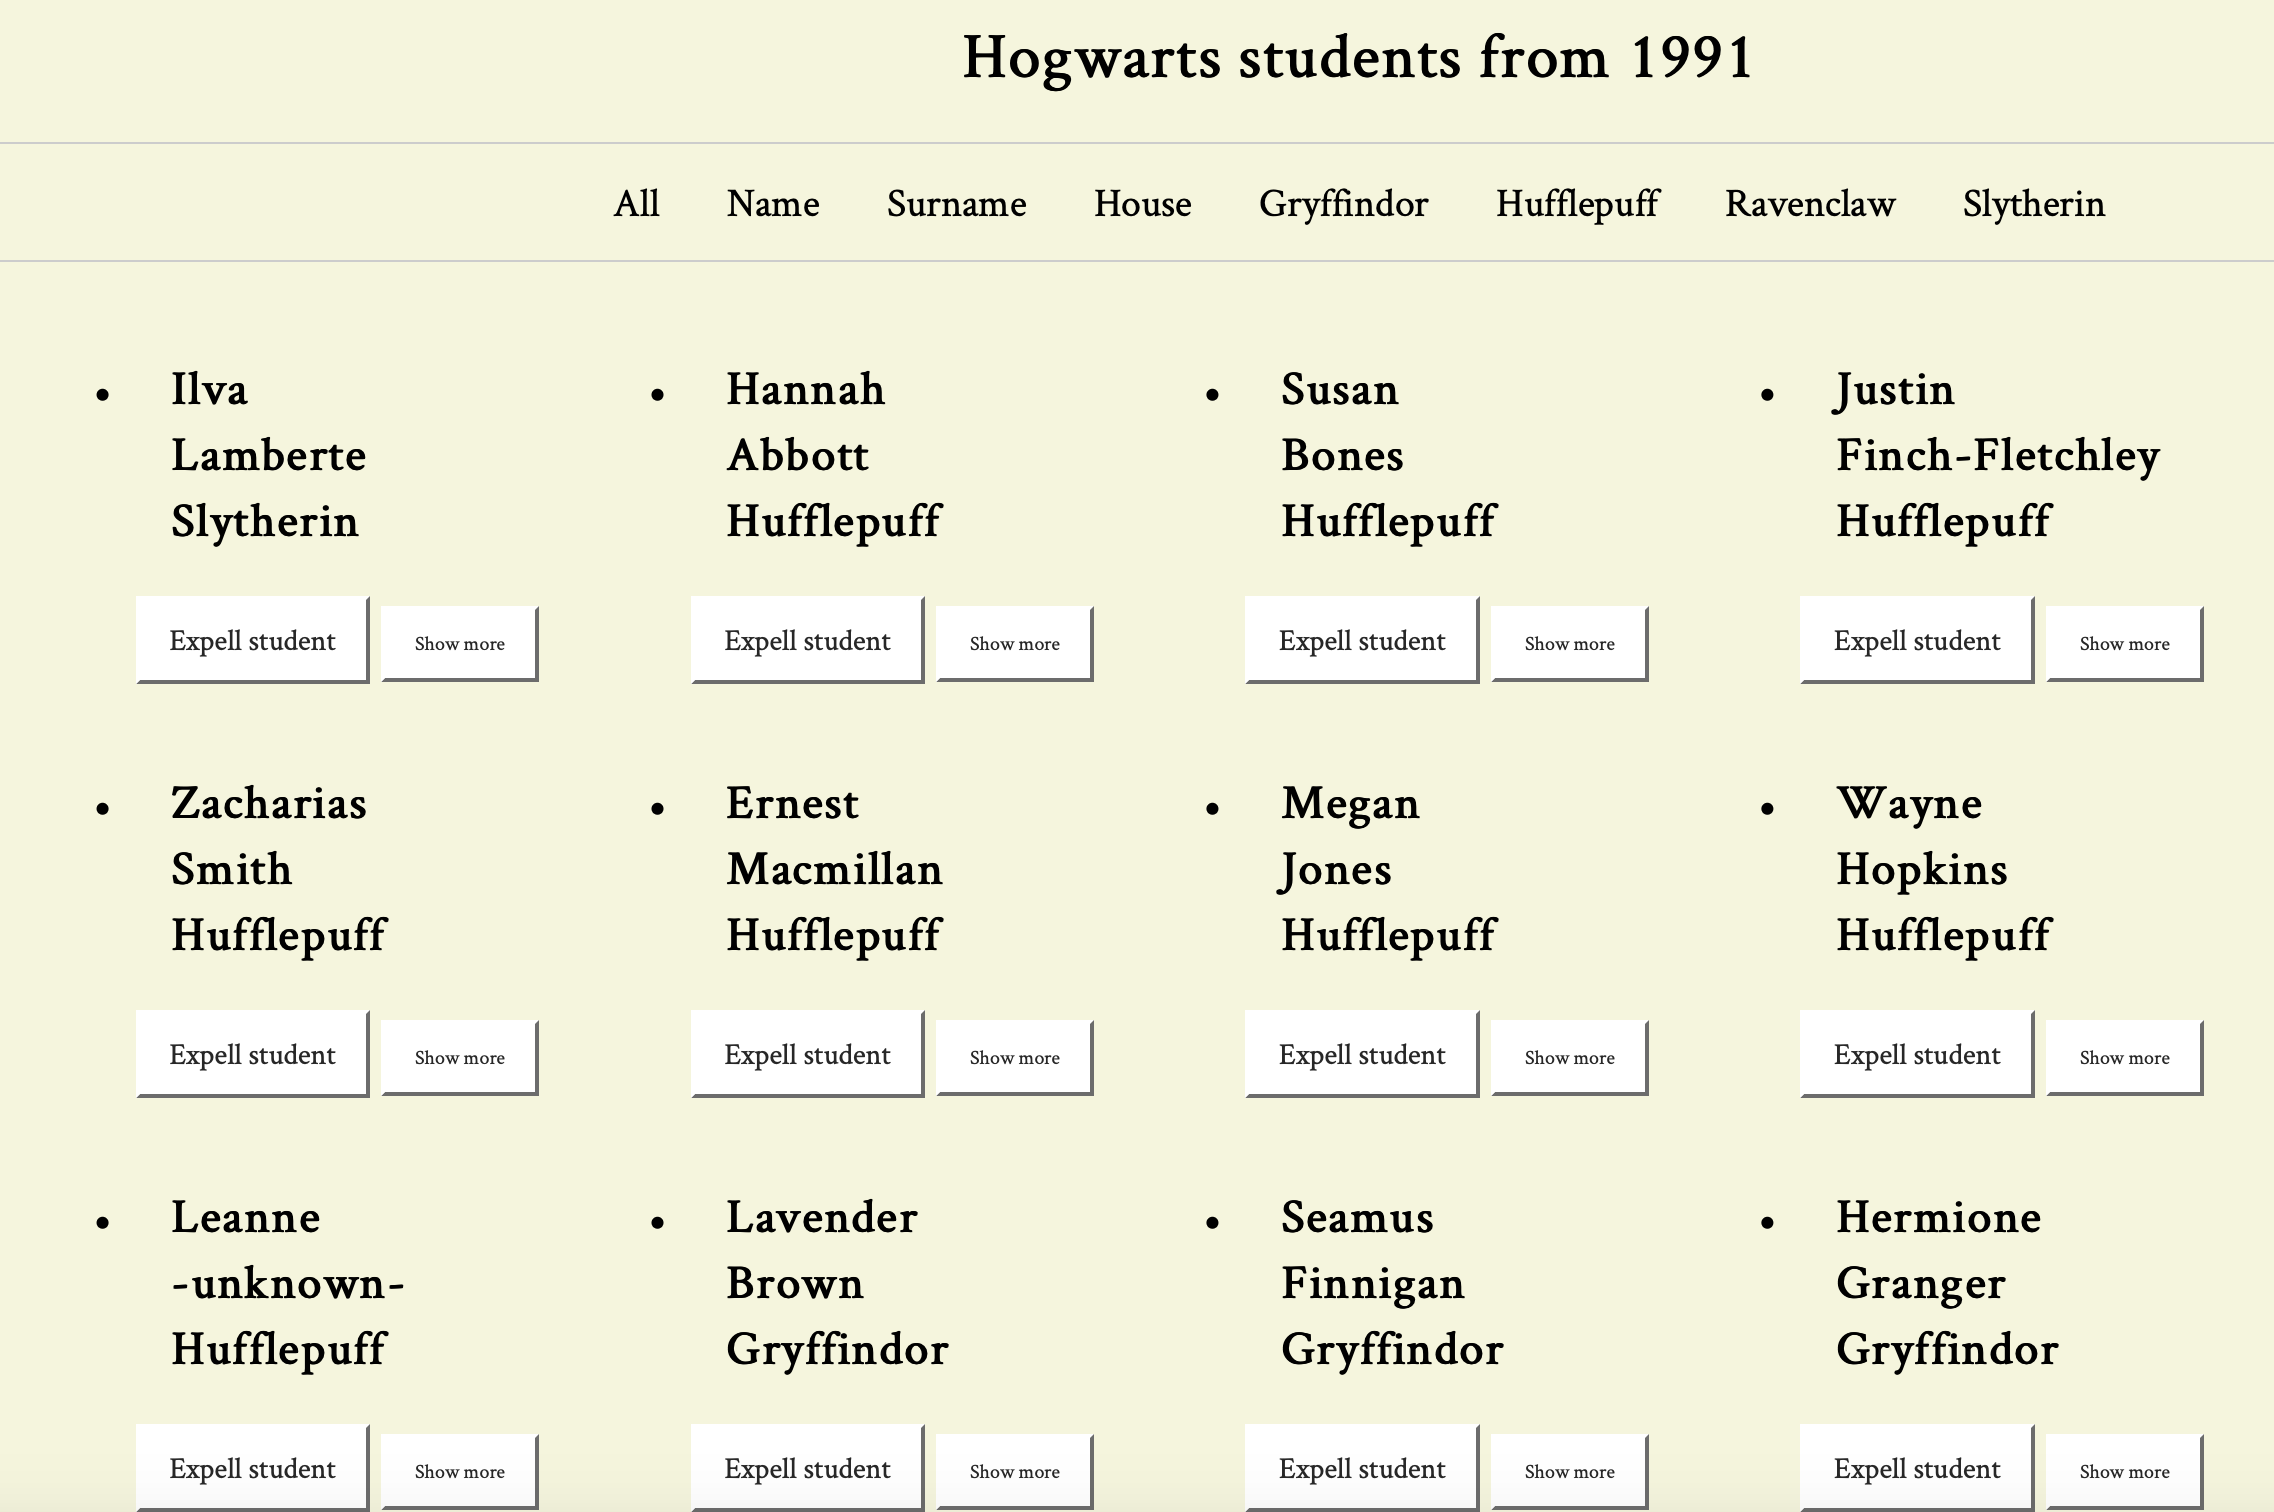 Hogwarts students from 1991
All Name Surname House Gryffindor Hufflepuff Ravenclaw Slytherin
• Ilva
Lamberte
Slytherin
Expell student Show more
• Hannah
Abbott
Hufflepuff
Expell student Show more
• Susan
Bones
Hufflepuff
Expell student Show more
• Justin
Finch-Fletchley
Hufflepuff
Expell student Show more
• Zacharias
Smith
Hufflepuff
Expell student Show more
• Ernest
Macmillan
Hufflepuff
Expell student Show more
• Megan
Jones
Hufflepuff
Expell student Show more
• Wayne
Hopkins
Hufflepuff
Expell student Show more
• Leanne
-unknown-
Hufflepuff
Expell student Show more
• Lavender
Brown
Gryffindor
Expell student Show more
• Seamus
Finnigan
Gryffindor
Expell student Show more
• Hermione
Granger
Gryffindor
Expell student Show more